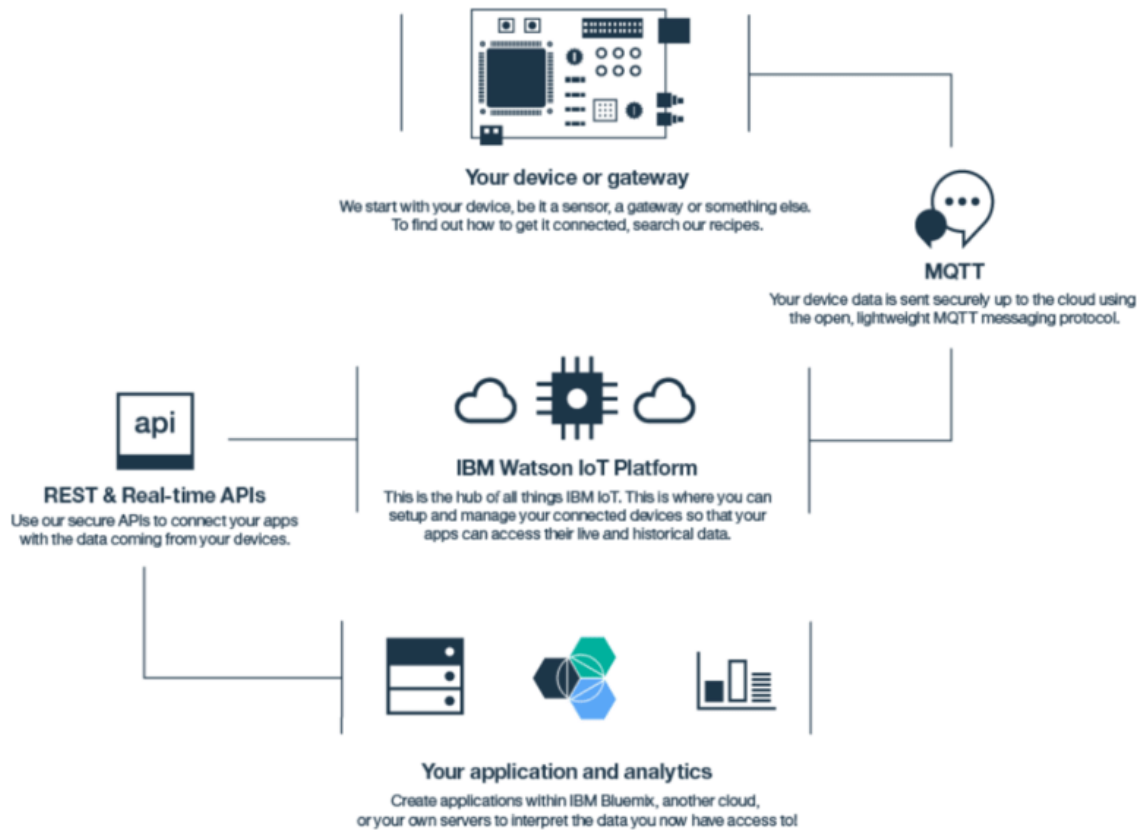 Your device or gateway
We start with your device, be it a sensor, a gateway or something else.
To find out how to get it connected, search our recipes.
MQTT
Your device data is sent securely up to the cloud using
the open, lightweight MQTT messaging protocol.
IBM Watson IoT Platform
This is the hub of all things IBM IoT. This is where you can
setup and manage your connected devices so that your
apps can access their live and historical data.
api
REST & Real-time APIs
Use our secure APIs to connect your apps
with the data coming from your devices.
Your application and analytics
Create applications within IBM Bluemix, another cloud,
or your own servers to interpret the data you now have access to!